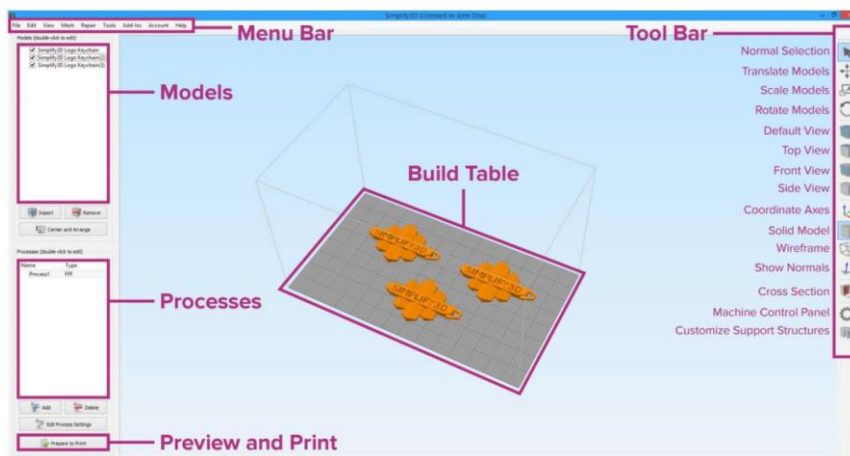 Simplify3D (Licensed to John Doe)
File Edit View Mesh Repair Tools Add-Ins Account Help
Menu Bar
Tool Bar
Models (double-click to edit)
Simplify3D Logo Keychain
Simplify3D Logo Keychain(2)
Simplify3D Logo Keychain(3)
Models
Import Remove
Center and Arrange
Processes (double-click to edit)
Name Type
Process1 FFF
Processes
Add Delete
Edit Process Settings
Prepare to Print
Preview and Print
Build Table
SIMPLIFY3D
SIMPLIFY3D
SIMPLIFY3D
Normal Selection
Translate Models
Scale Models
Rotate Models
Default View
Top View
Front View
Side View
Coordinate Axes
Solid Model
Wireframe
Show Normals
Cross Section
Machine Control Panel
Customize Support Structures